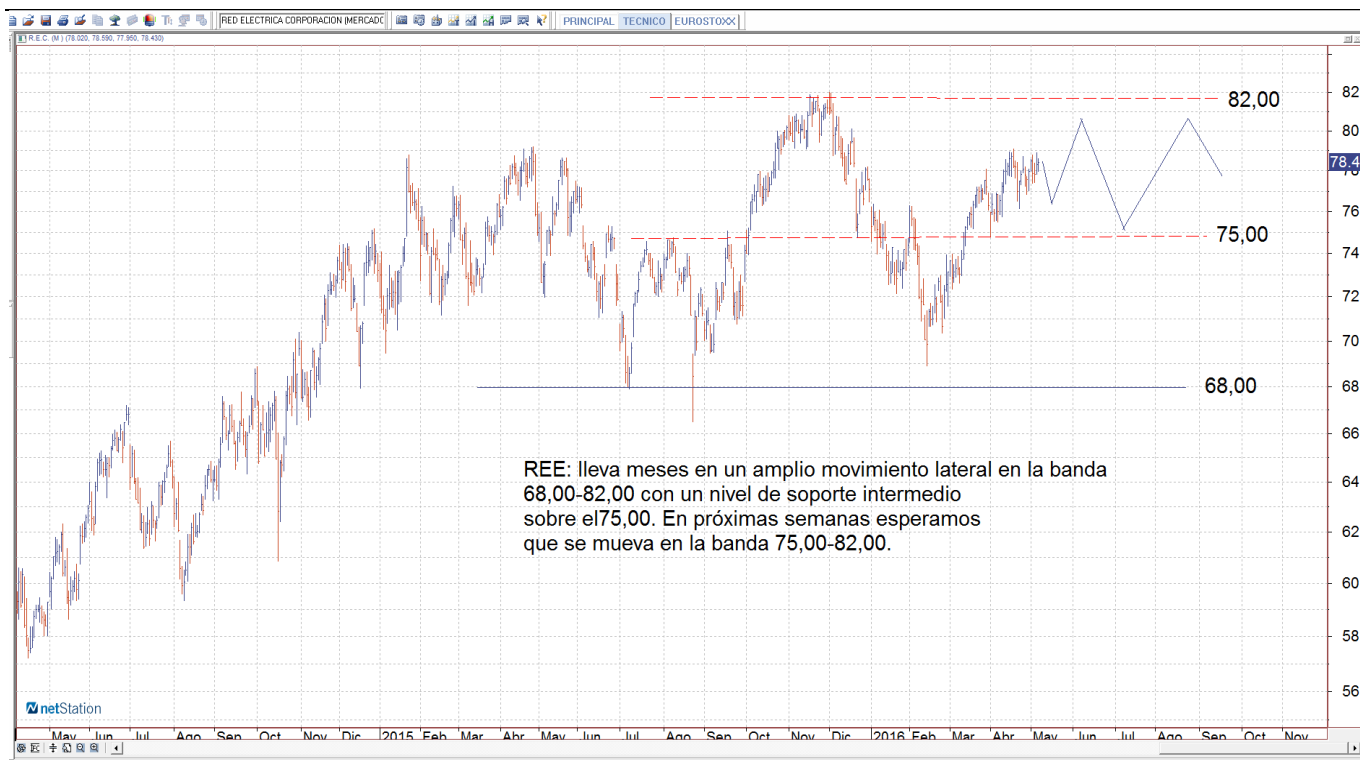 RED ELECTRICA CORPORACION (MERCADC
PRINCIPAL TECNICO EUROSTOXX
R.E.C. (M ) (78.020, 78.590, 77.950, 78.430)
82,00
82
80
78.4
78
76
75,00
74
72
70
68,00
68
66
REE: lleva meses en un amplio movimiento lateral en la banda
68,00-82,00 con un nivel de soporte intermedio
sobre el75,00. En próximas semanas esperamos
que se mueva en la banda 75,00-82,00.
64
62
60
58
56
netStation
May Jun Jul Ago Sep Oct Nov Dic 2015 Feb Mar Abr May Jun Jul Ago Sep Oct Nov Dic 2016 Feb Mar Abr May Jun Jul Ago Sep Oct Nov